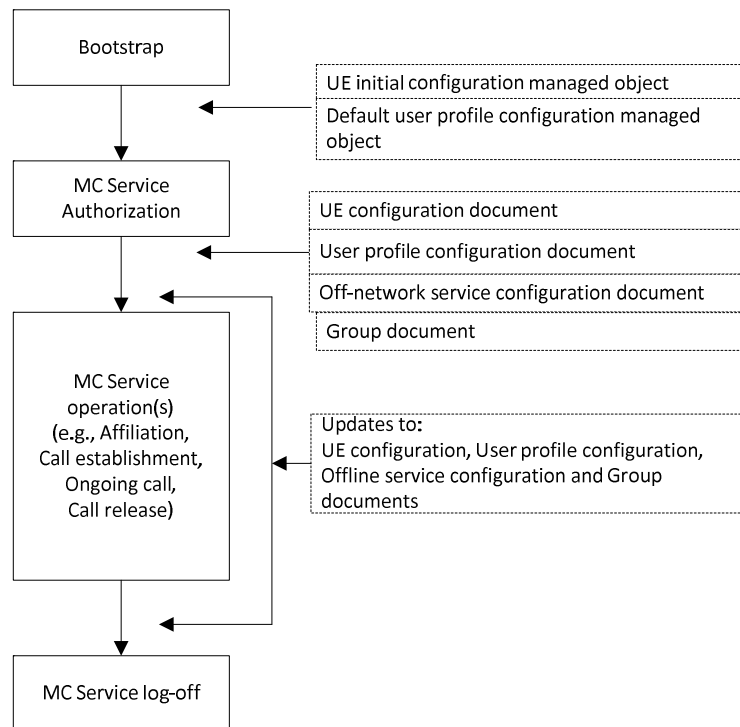 Bootstrap
UE initial configuration managed object
Default user profile configuration managed
object
MC Service
Authorization
UE configuration document
User profile configuration document
Off-network service configuration document
Group document
MC Service
operation(s)
(e.g., Affiliation,
Call establishment,
Ongoing call,
Call release)
Updates to:
UE configuration, User profile configuration,
Offline service configuration and Group
documents
MC Service log-off